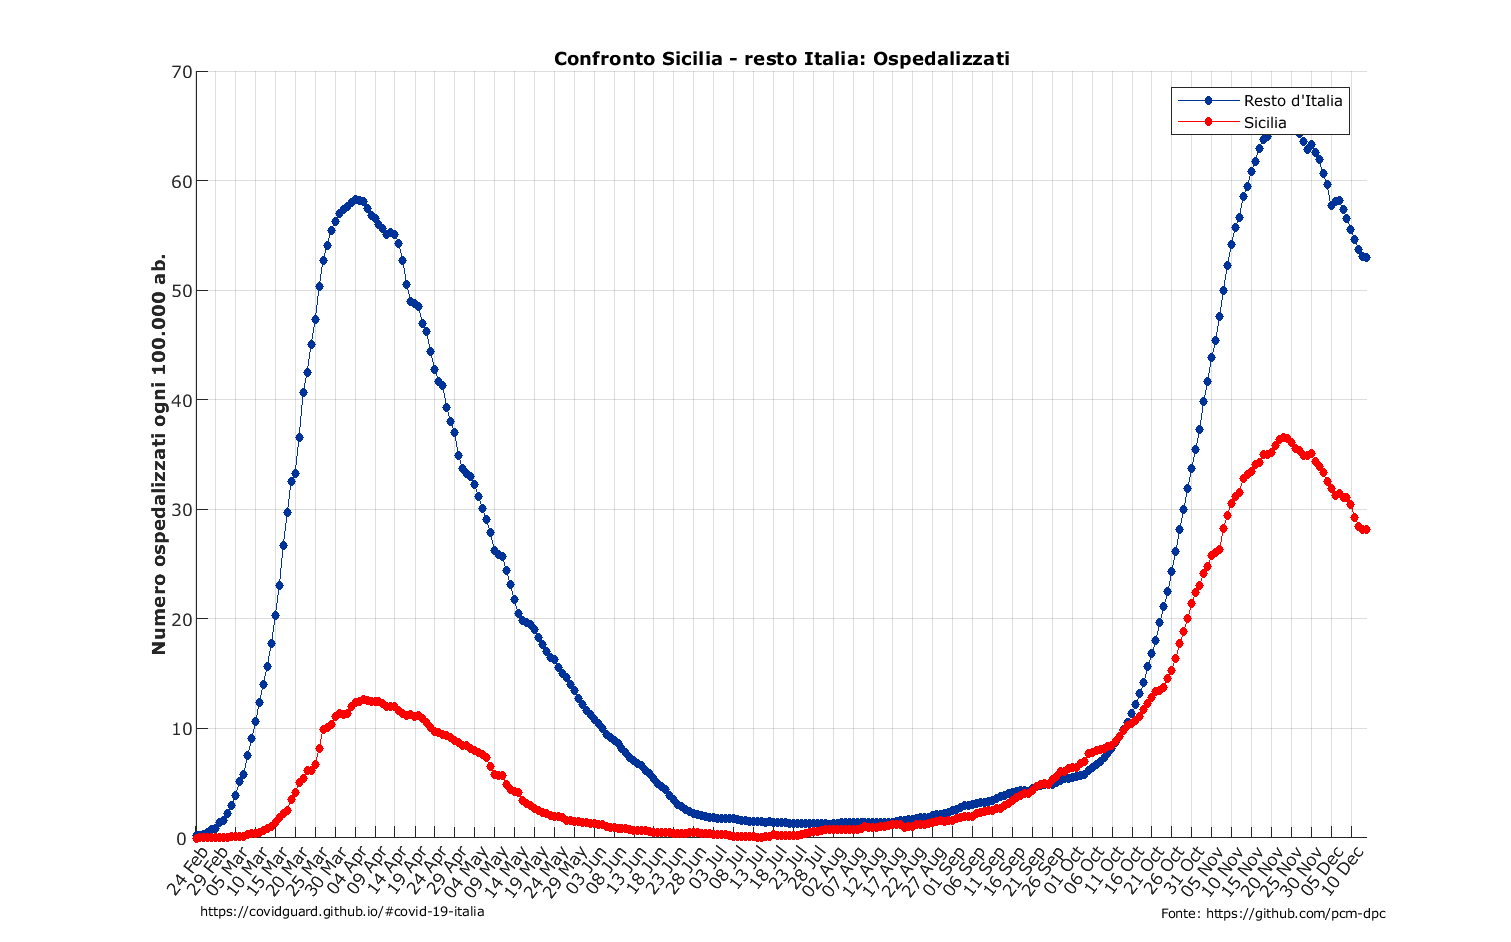 Confronto Sicilia - resto Italia: Ospedalizzati
70
60
50
40
30
20
10
0
Numero ospedalizzati ogni 100.000 ab.
Resto d'Italia
Sicilia
24 Feb
29 Feb
05 Mar
10 Mar
15 Mar
20 Mar
25 Mar
30 Mar
04 Apr
09 Apr
14 Apr
19 Apr
24 Apr
29 Apr
04 May
09 May
14 May
19 May
24 May
29 May
03 Jun
08 Jun
13 Jun
18 Jun
23 Jun
28 Jun
03 Jul
08 Jul
13 Jul
18 Jul
23 Jul
28 Jul
02 Aug
07 Aug
12 Aug
17 Aug
22 Aug
27 Aug
01 Sep
06 Sep
11 Sep
16 Sep
21 Sep
26 Sep
01 Oct
06 Oct
11 Oct
16 Oct
21 Oct
26 Oct
31 Oct
05 Nov
10 Nov
15 Nov
20 Nov
25 Nov
30 Nov
05 Dec
10 Dec
https://covidguard.github.io/#covid-19-italia
Fonte: https://github.com/pcm-dpc